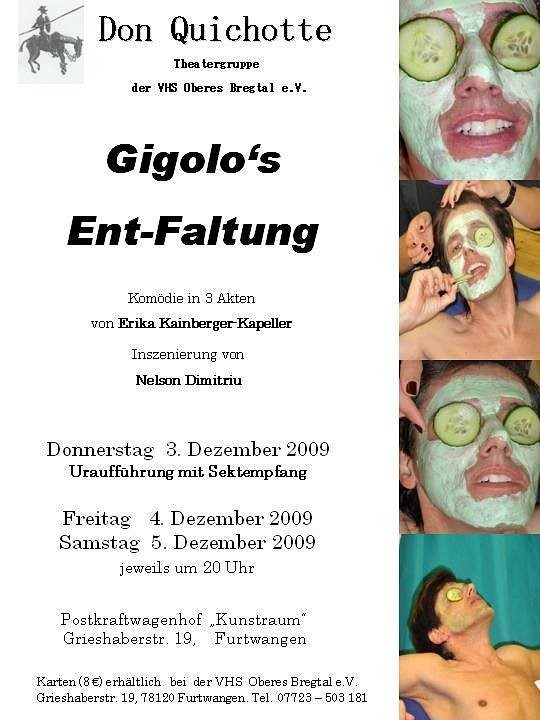 Don Quichotte
Theatergruppe
der VHS Oberes Bregtal e.V.
Gigolo‘s
Ent-Faltung
Komödie in 3 Akten
von Erika Kainberger-Kapeller
Inszenierung von
Nelson Dimitriu
Donnerstag 3. Dezember 2009
Uraufführung mit Sektempfang
Freitag 4. Dezember 2009
Samstag 5. Dezember 2009
jeweils um 20 Uhr
Postkraftwagenhof „Kunstraum“
Grieshaberstr. 19, Furtwangen
Karten (8 €) erhältlich bei der VHS Oberes Bregtal e.V.
Grieshaberstr. 19, 78120 Furtwangen. Tel. 07723 – 503 181